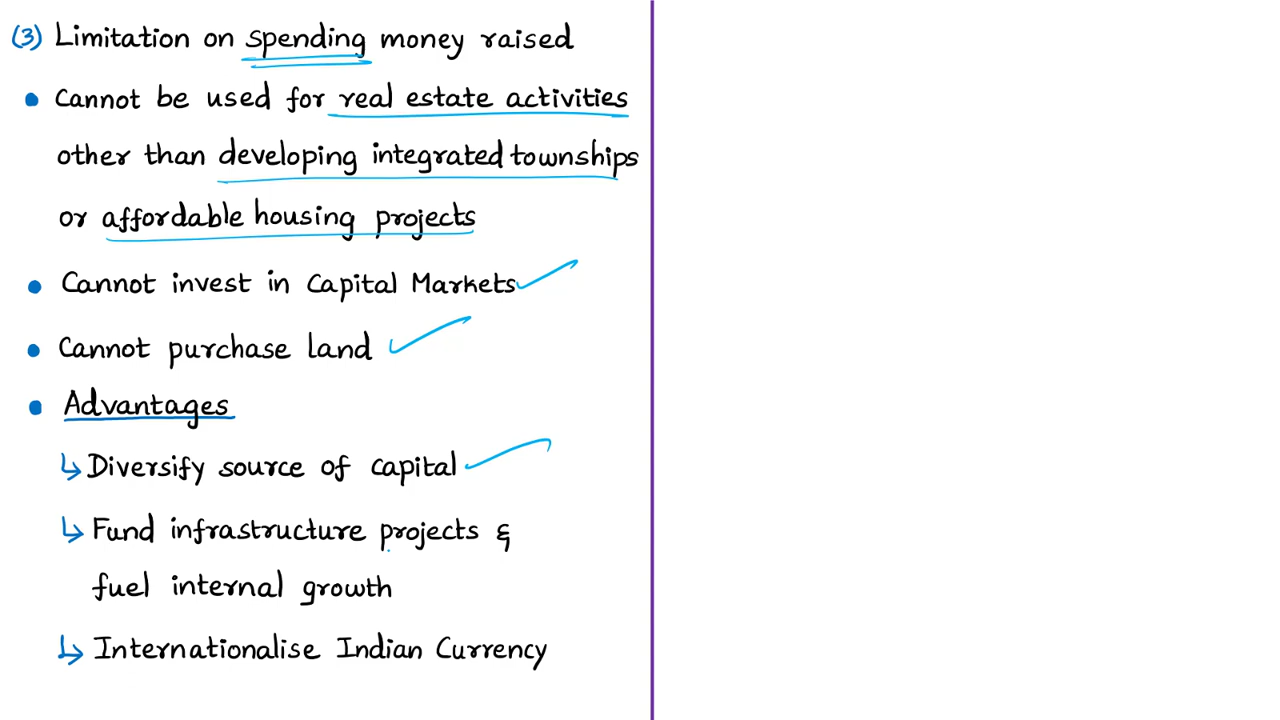 (3) Limitation on spending money raised
• Cannot be used for real estate activities
other than developing integrated townships
or affordable housing projects
• Cannot invest in Capital Markets
• Cannot purchase land
• Advantages
↳ Diversify source of capital
↳ Fund infrastructure projects &
fuel internal growth
↳ Internationalise Indian Currency